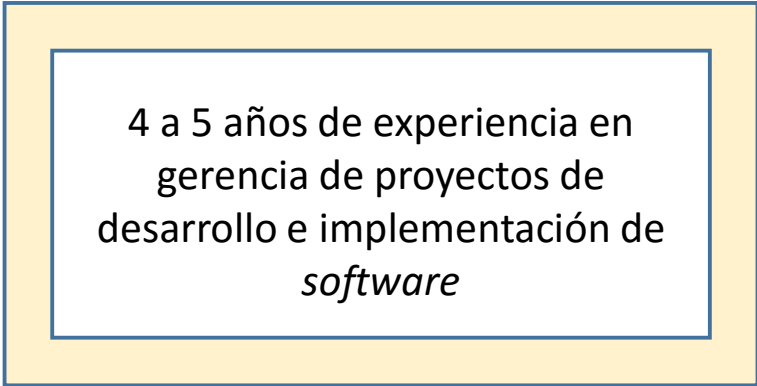 4 a 5 años de experiencia en
gerencia de proyectos de
desarrollo e implementación de
software